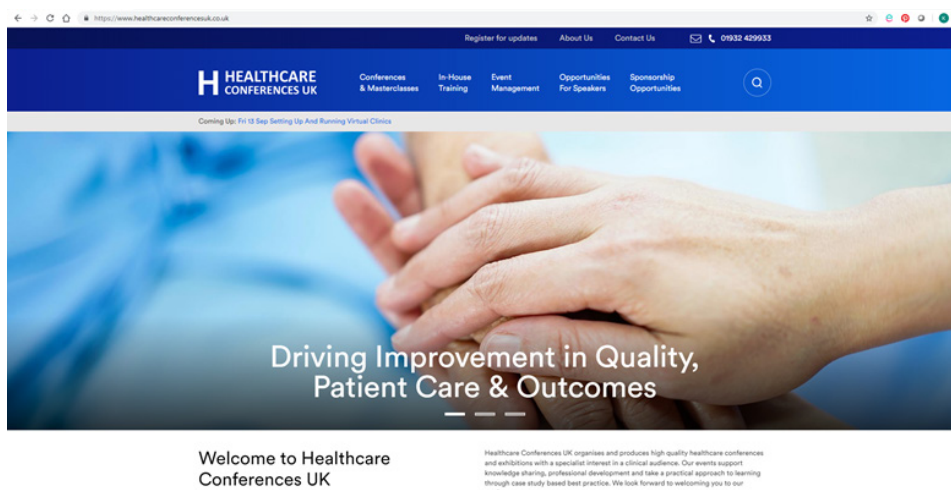 https://www.healthcareconferencesuk.co.uk
Register for updates About Us Contact Us 01932 429933
H HEALTHCARE CONFERENCES UK
Conferences & Masterclasses
In-House Training
Event Management
Opportunities For Speakers
Sponsorship Opportunities
Coming Up: Fri 13 Sep Setting Up And Running Virtual Clinics
Driving Improvement in Quality,
Patient Care & Outcomes
Welcome to Healthcare
Conferences UK
Healthcare Conferences UK organises and produces high quality healthcare conferences
and exhibitions with a specialist interest in a clinical audience. Our events support
knowledge sharing, professional development and take a practical approach to learning
through case study based best practice. We look forward to welcoming you to our